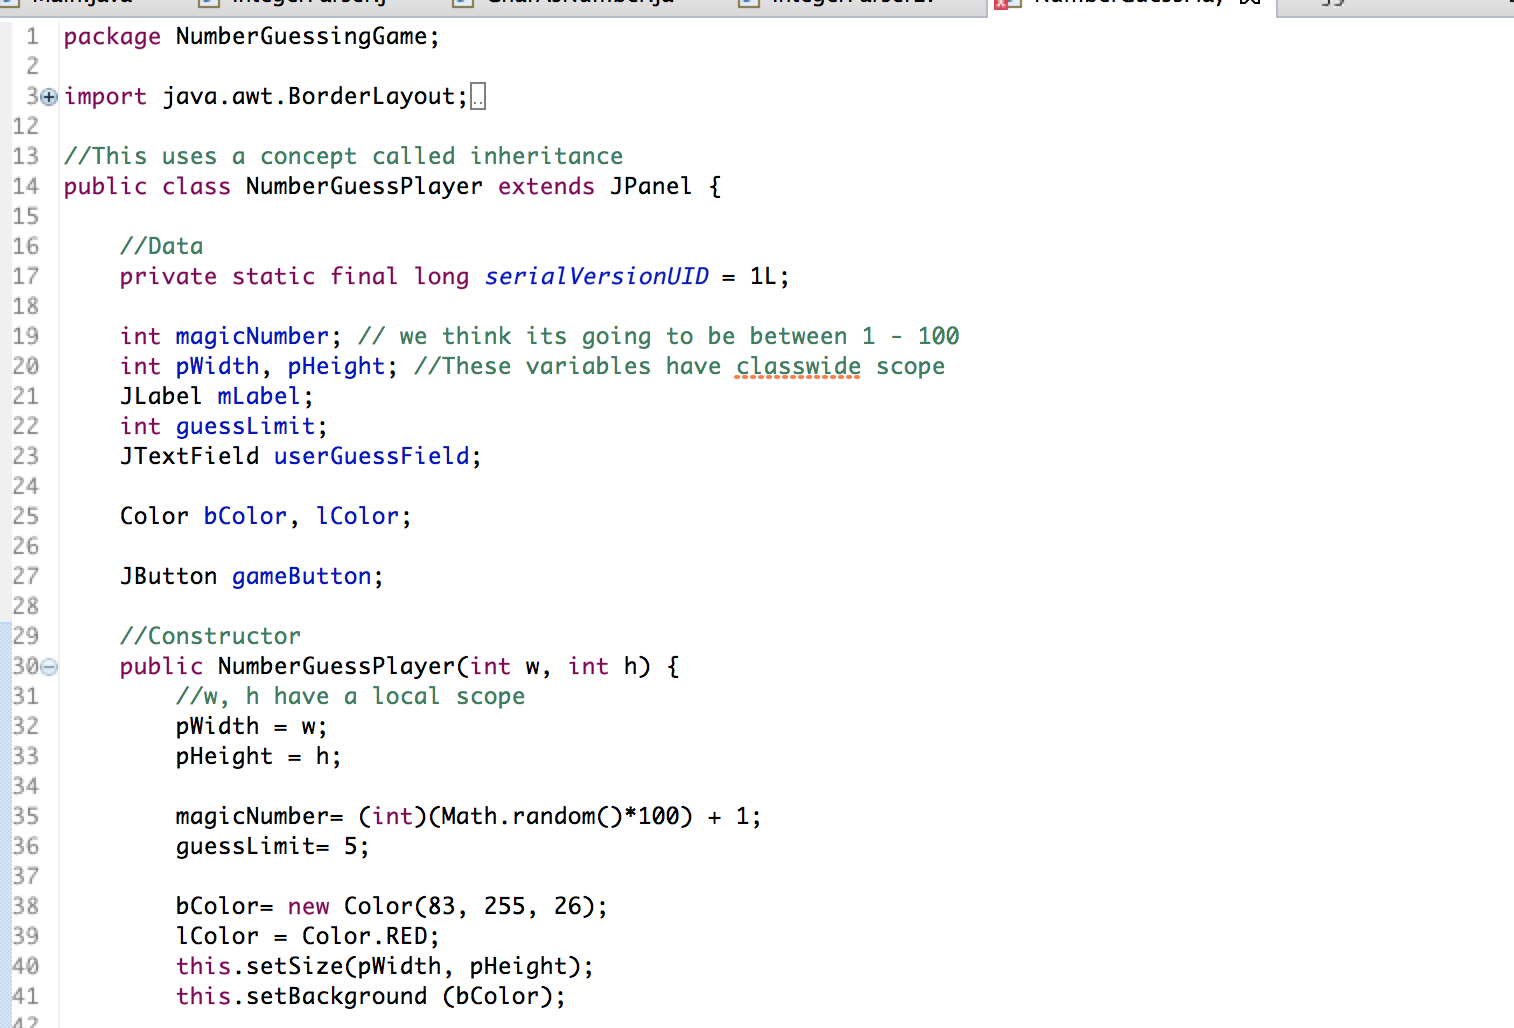 1 package NumberGuessingGame;
2
3 import java.awt.BorderLayout;
12
13 //This uses a concept called inheritance
14 public class NumberGuessPlayer extends JPanel {
15
16 //Data
17 private static final long serialVersionUID = 1L;
18
19 int magicNumber; // we think its going to be between 1 - 100
20 int pWidth, pHeight; //These variables have classwide scope
21 JLabel mLabel;
22 int guessLimit;
23 JTextField userGuessField;
24
25 Color bColor, lColor;
26
27 JButton gameButton;
28
29 //Constructor
30 public NumberGuessPlayer(int w, int h) {
31 //w, h have a local scope
32 pWidth = w;
33 pHeight = h;
34
35 magicNumber= (int)(Math.random()*100) + 1;
36 guessLimit= 5;
37
38 bColor= new Color(83, 255, 26);
39 lColor = Color.RED;
40 this.setSize(pWidth, pHeight);
41 this.setBackground (bColor);
42